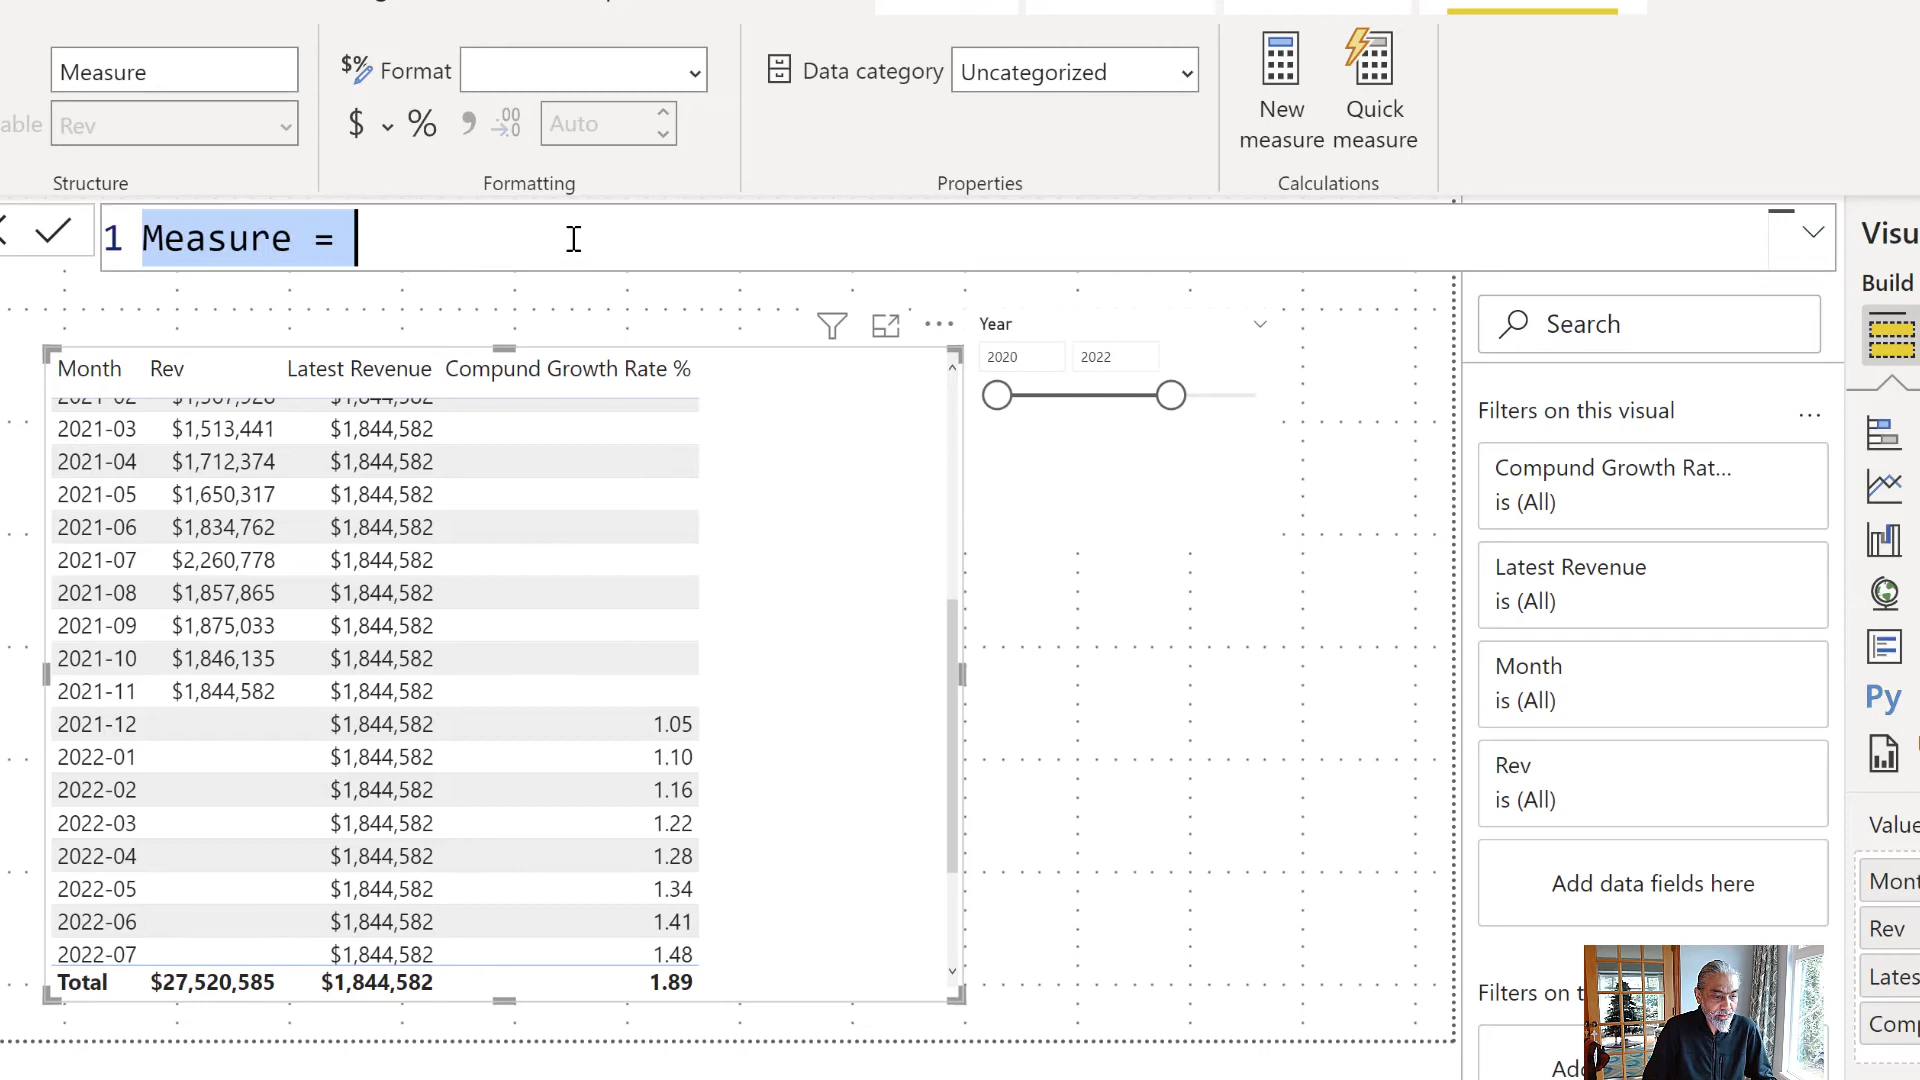 Measure
Format
Data category Uncategorized
Rev
$ % Auto
New measure
Quick measure
Structure
Formatting
Properties
Calculations
1 Measure =
Build
Search
Year
2020 2022
Month Rev Latest Revenue Compund Growth Rate %
2021-03 $1,513,441 $1,844,582
2021-04 $1,712,374 $1,844,582
2021-05 $1,650,317 $1,844,582
2021-06 $1,834,762 $1,844,582
2021-07 $2,260,778 $1,844,582
2021-08 $1,857,865 $1,844,582
2021-09 $1,875,033 $1,844,582
2021-10 $1,846,135 $1,844,582
2021-11 $1,844,582 $1,844,582
2021-12 $1,844,582 1.05
2022-01 $1,844,582 1.10
2022-02 $1,844,582 1.16
2022-03 $1,844,582 1.22
2022-04 $1,844,582 1.28
2022-05 $1,844,582 1.34
2022-06 $1,844,582 1.41
2022-07 $1,844,582 1.48
Total $27,520,585 $1,844,582 1.89
Filters on this visual ...
Compund Growth Rat...
is (All)
Latest Revenue
is (All)
Month
is (All)
Rev
is (All)
Add data fields here
Filters on
Py
Rev